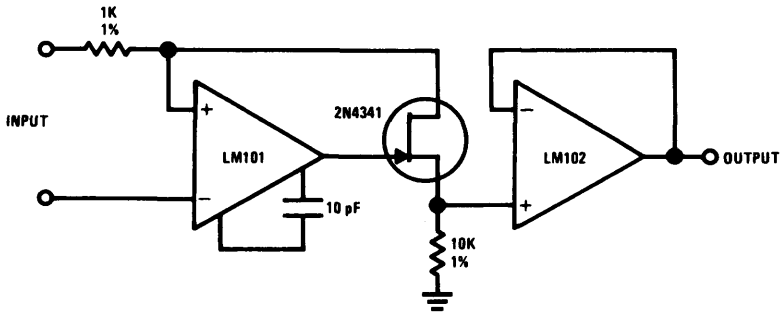 1K
1%
INPUT
+
LM101
−
10 pF
2N4341
10K
1%
−
LM102
+
OUTPUT